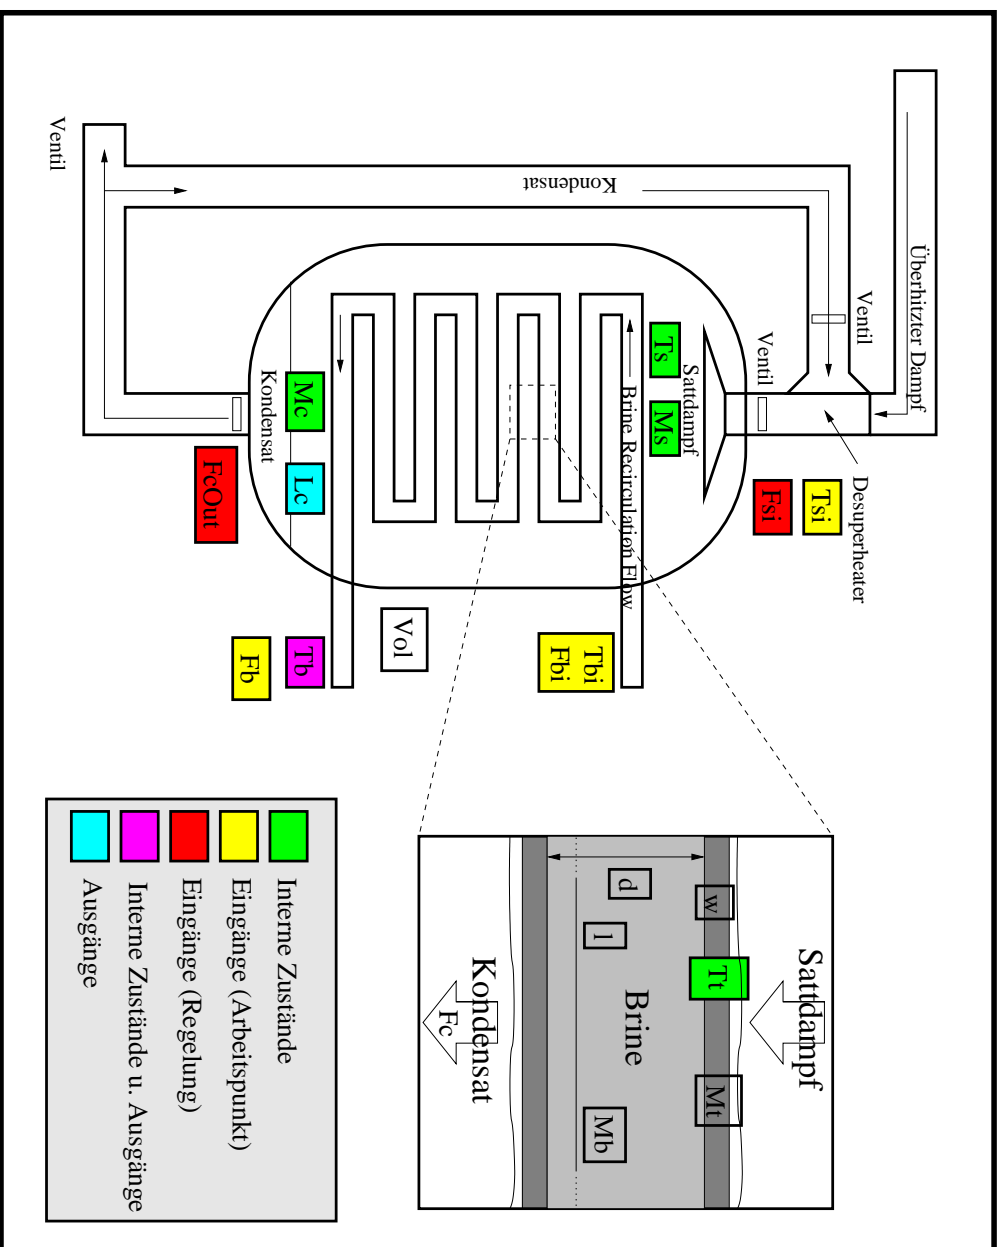 Überhitzter Dampf
Ventil
Kondensat
Ventil
Ventil
Desuperheater
Tsi
Fsi
Sattdampf
Ts
Ms
Brine Recirculation Flow
Tbi
Fbi
Vol
Mc
Lc
Kondensat
FcOut
Tb
Fb
Sattdampf
w
Tt
Mt
d
l
Brine
Mb
Kondensat
Fc
Interne Zustände
Eingänge (Arbeitspunkt)
Eingänge (Regelung)
Interne Zustände u. Ausgänge
Ausgänge